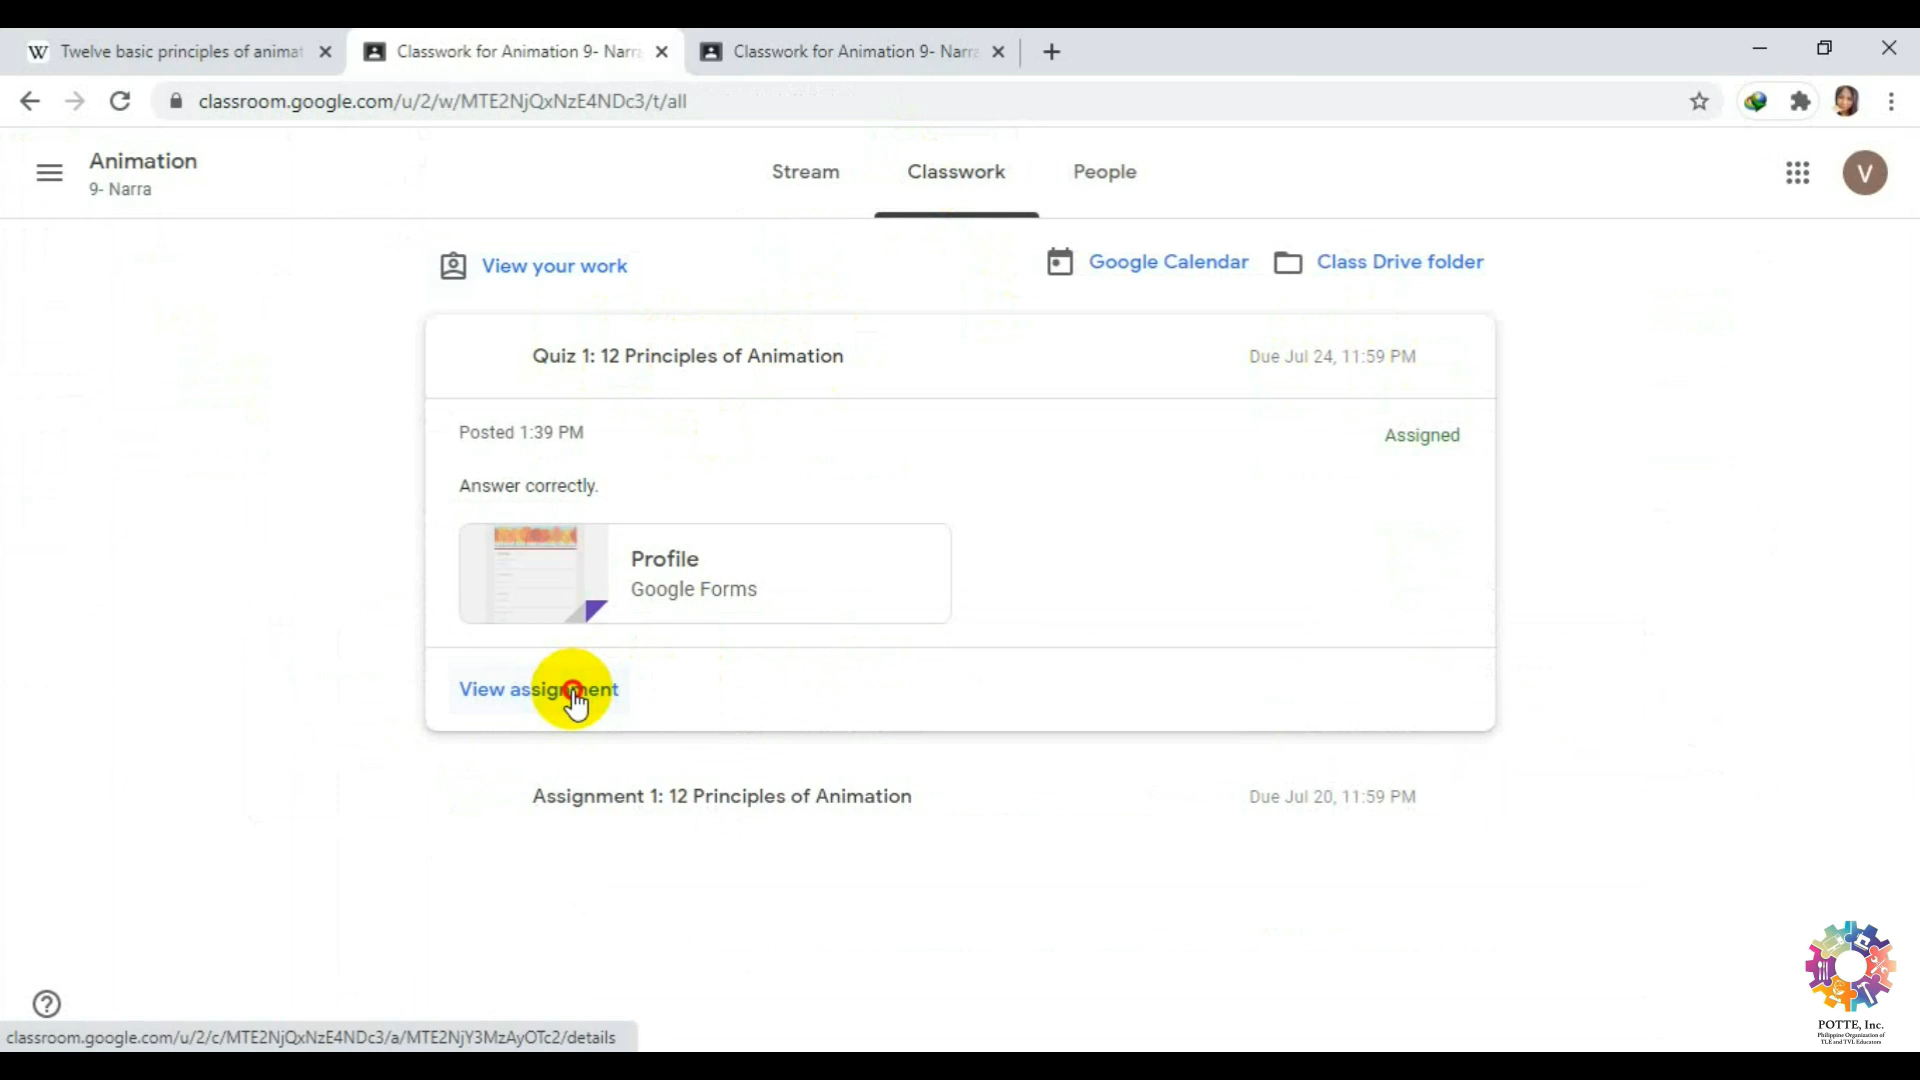 W Twelve basic principles of animat
Classwork for Animation 9- Narra
Classwork for Animation 9- Narra
classroom.google.com/u/2/w/MTE2NjQxNzE4NDc3/t/all
Animation
9- Narra
Stream
Classwork
People
V
View your work
Google Calendar
Class Drive folder
Quiz 1: 12 Principles of Animation
Due Jul 24, 11:59 PM
Posted 1:39 PM
Assigned
Answer correctly.
Profile
Google Forms
View assignment
Assignment 1: 12 Principles of Animation
Due Jul 20, 11:59 PM
classroom.google.com/u/2/c/MTE2NjQxNzE4NDc3/a/MTE2NjY3MzAyOTc2/details
POTTE, Inc.
Philippine Organization of
TLE and TVL Educators